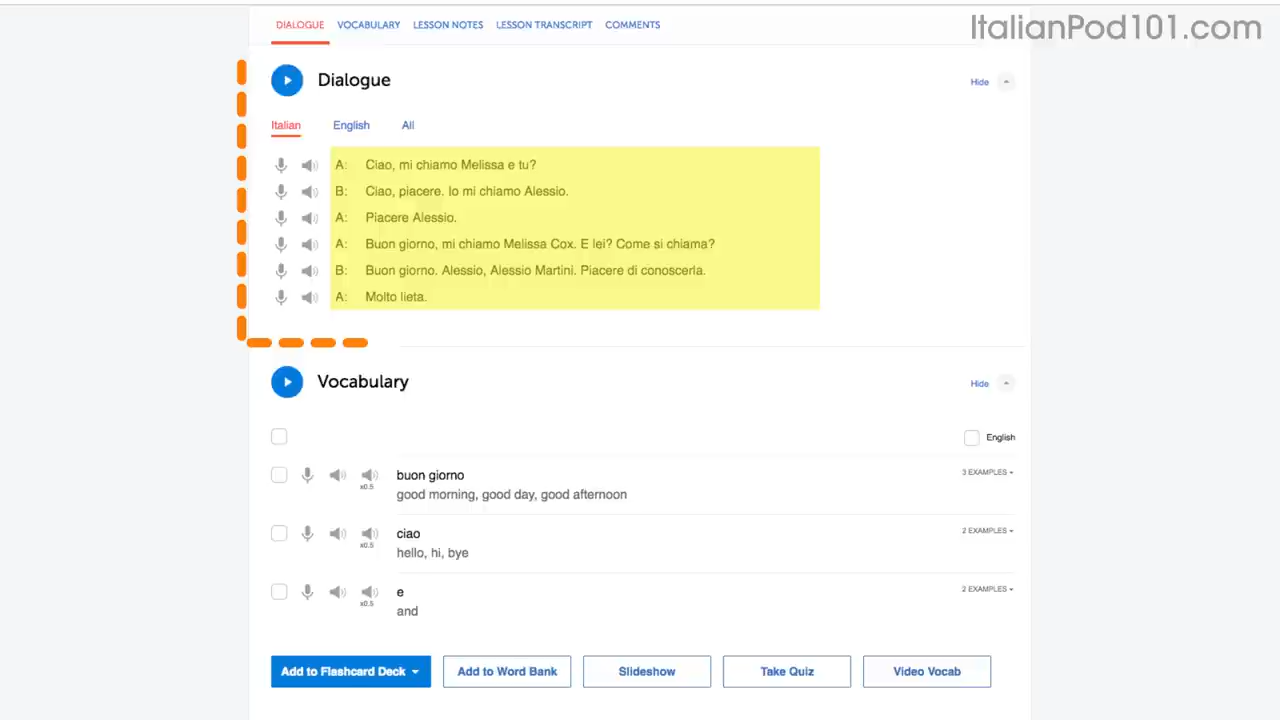 DIALOGUE VOCABULARY LESSON NOTES LESSON TRANSCRIPT COMMENTS
ItalianPod101.com
Dialogue
Hide
Italian English All
A: Ciao, mi chiamo Melissa e tu?
B: Ciao, piacere. Io mi chiamo Alessio.
A: Piacere Alessio.
A: Buon giorno, mi chiamo Melissa Cox. E lei? Come si chiama?
B: Buon giorno. Alessio, Alessio Martini. Piacere di conoscerla.
A: Molto lieta.
Vocabulary
Hide
English
buon giorno
3 EXAMPLES
x0.5
good morning, good day, good afternoon
ciao
2 EXAMPLES
x0.5
hello, hi, bye
e
2 EXAMPLES
x0.5
and
Add to Flashcard Deck Add to Word Bank Slideshow Take Quiz Video Vocab